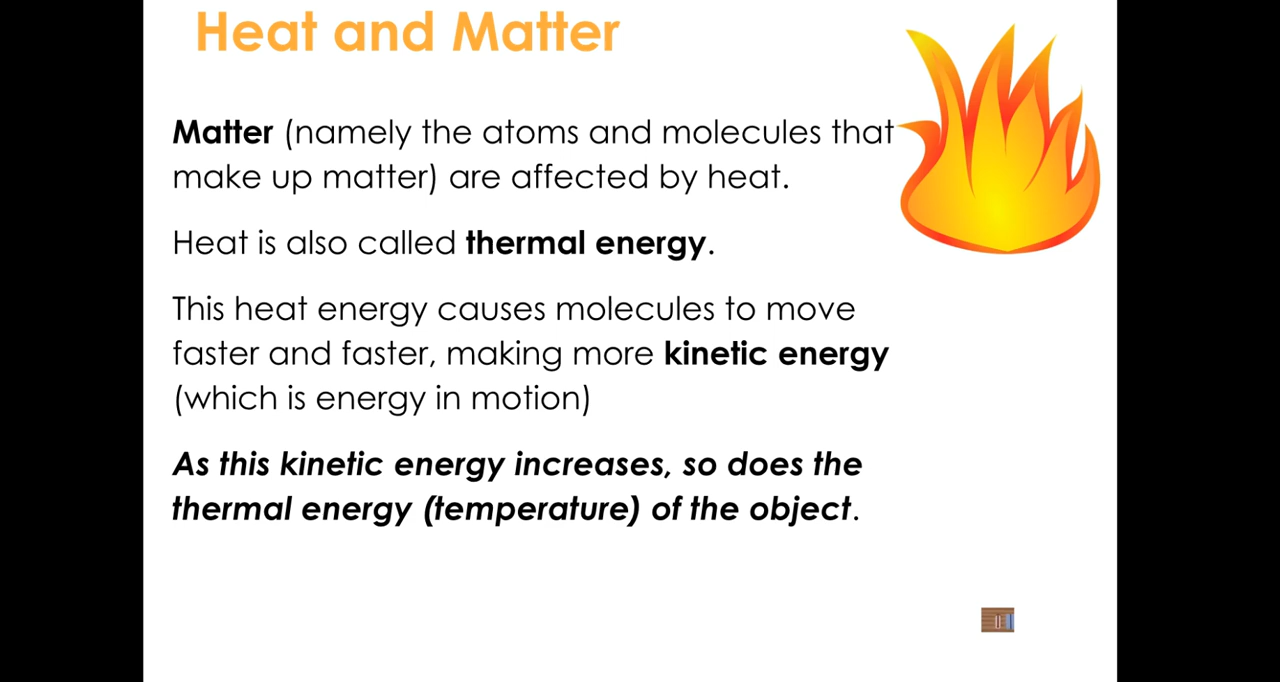 Heat and Matter
Matter (namely the atoms and molecules that
make up matter) are affected by heat.
Heat is also called thermal energy.
This heat energy causes molecules to move
faster and faster, making more kinetic energy
(which is energy in motion)
As this kinetic energy increases, so does the
thermal energy (temperature) of the object.